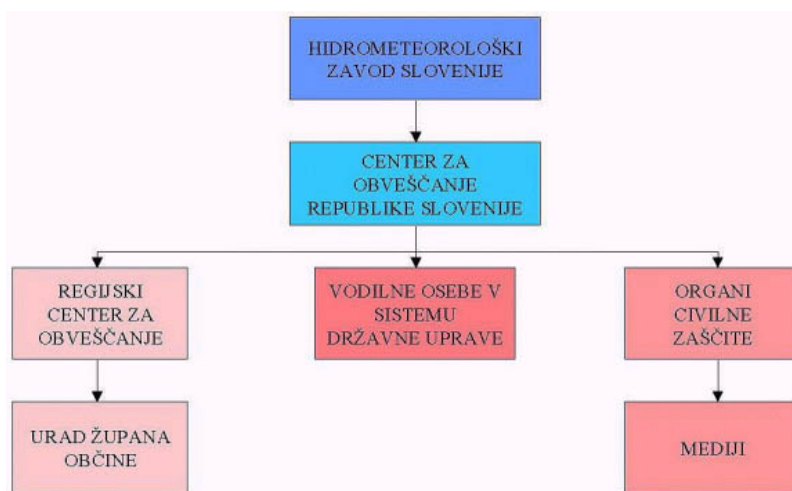 HIDROMETEOROLOŠKI
ZAVOD SLOVENIJE
CENTER ZA
OBVEŠČANJE
REPUBLIKE SLOVENIJE
REGIJSKI
CENTER ZA
OBVEŠČANJE
VODILNE OSEBE V
SISTEMU
DRŽAVNE UPRAVE
ORGANI
CIVILNE
ZAŠČITE
URAD ŽUPANA
OBČINE
MEDIJI